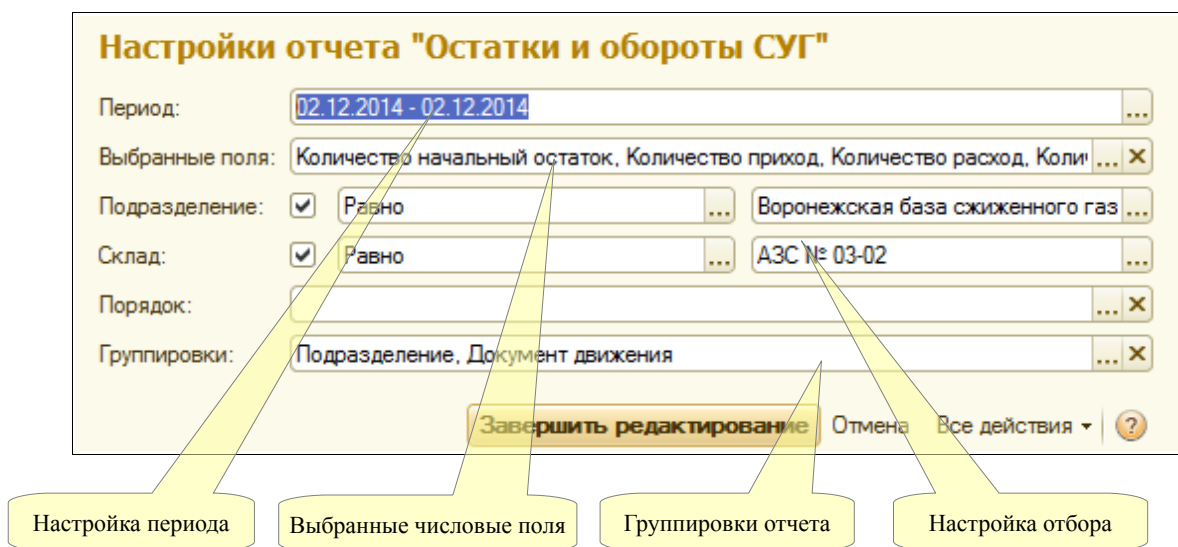 Настройки отчета "Остатки и обороты СУГ"
Период: 02.12.2014 - 02.12.2014 ...
Выбранные поля: Количество начальный остаток, Количество приход, Количество расход, Коли ... ×
Подразделение: Равно ... Воронежская база сжиженного газ ...
Склад: Равно ... АЗС № 03-02 ...
Порядок: ... ×
Группировки: Подразделение, Документ движения ... ×
Завершить редактирование Отмена Все действия ?
Настройка периода Выбранные числовые поля Группировки отчета Настройка отбора